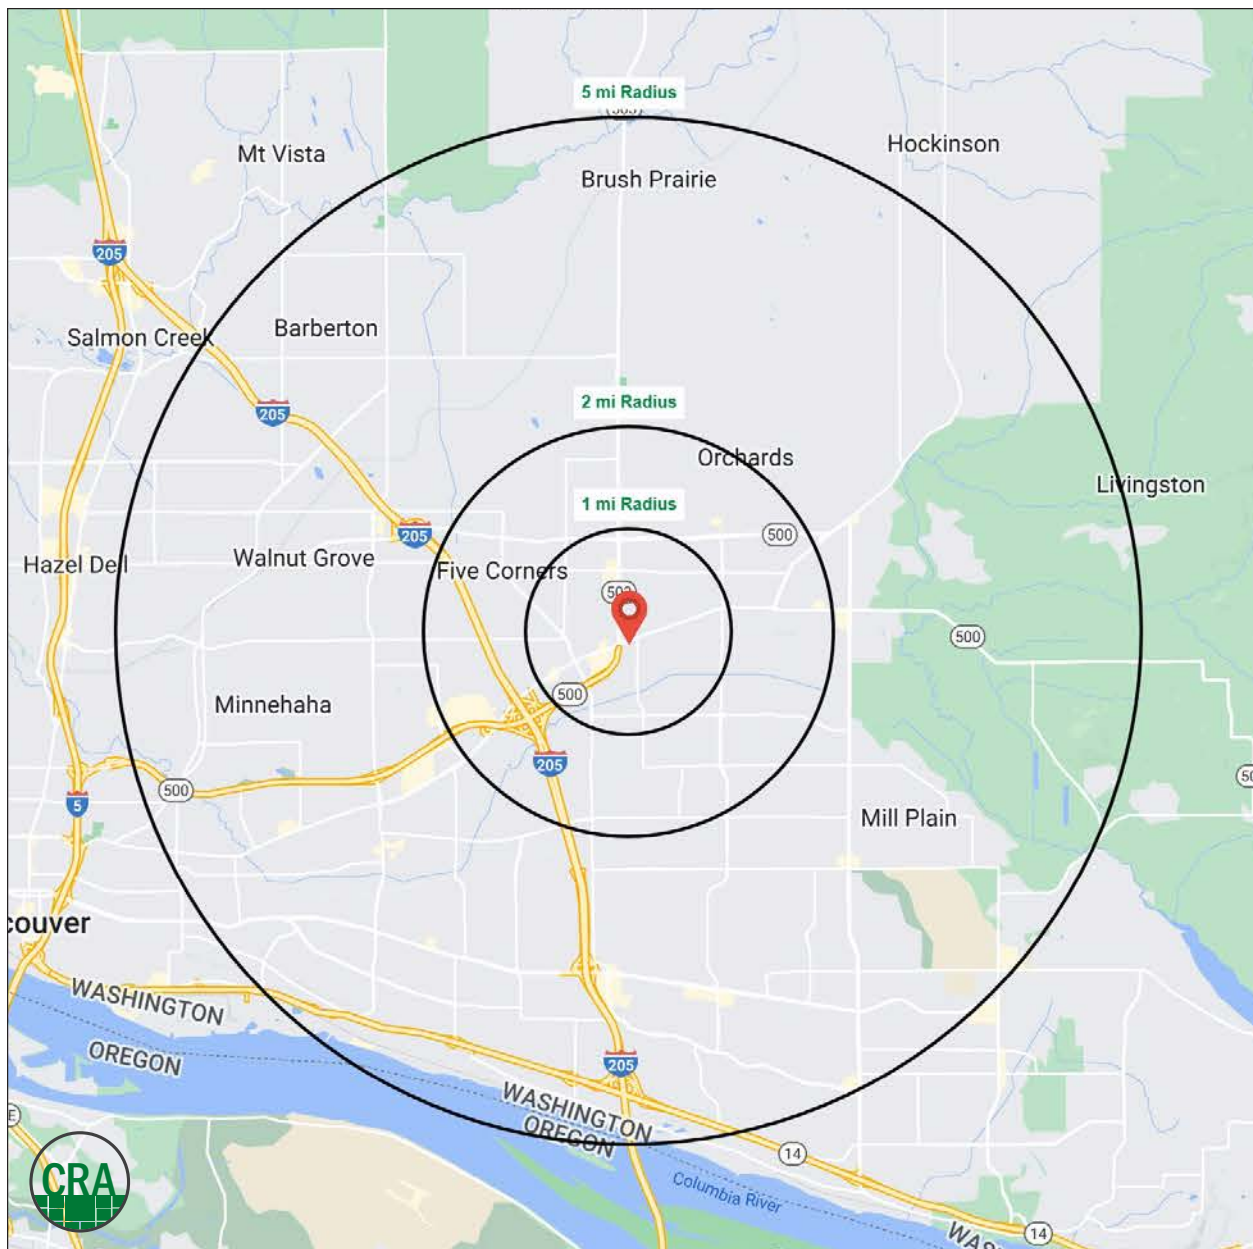 5 mi Radius
Hockinson
Mt Vista
Brush Prairie
205
Barberton
Salmon Creek
2 mi Radius
205
Orchards
Livingston
1 mi Radius
205
500
Hazel Dell
Walnut Grove
Five Corners
500
500
Minnehaha
205
500
5
Mill Plain
couver
WASHINGTON
OREGON
205
WASHINGTON
OREGON
14
Columbia River
CRA
14